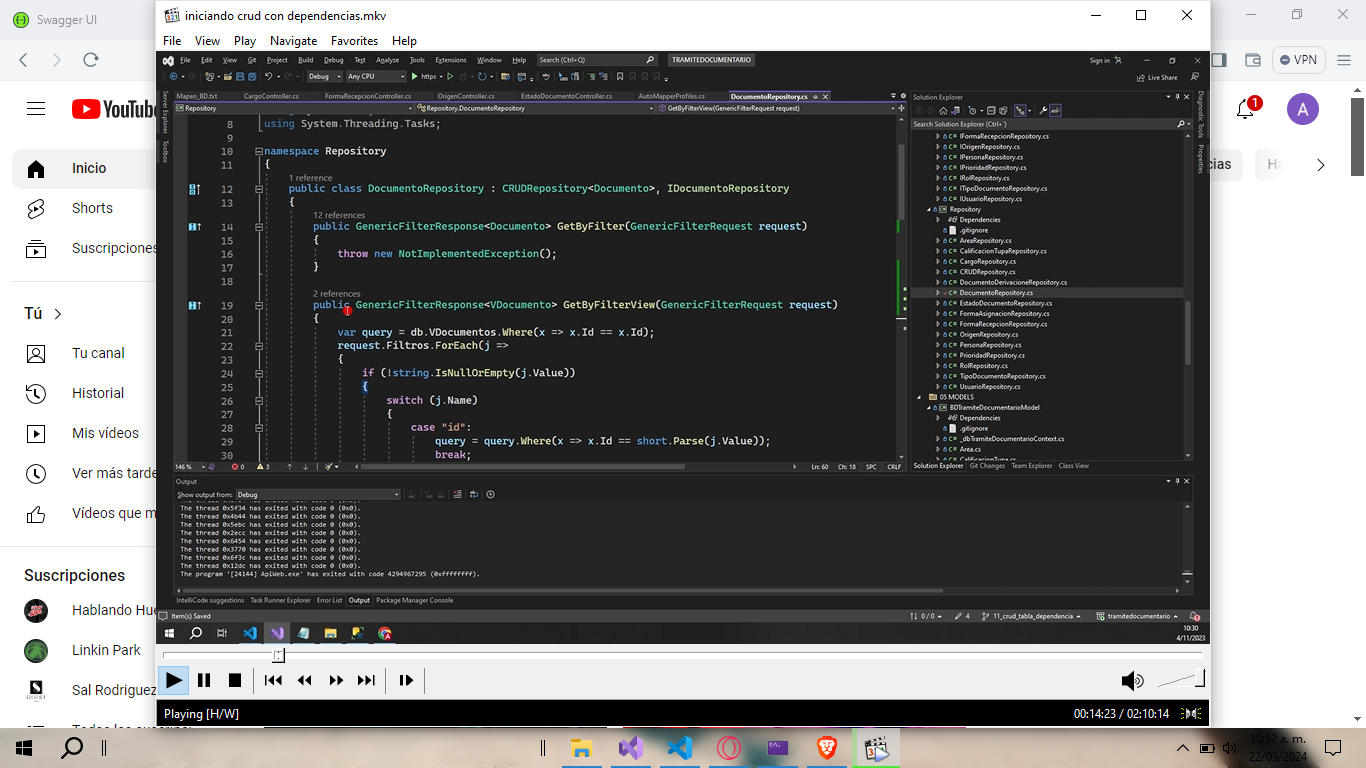 Swagger UI
iniciando crud con dependencias.mkv
File View Play Navigate Favorites Help
VPN
YouTub
1
A
Inicio
Shorts
Suscripciones
Tú
Tu canal
Historial
Mis vídeos
Ver más tarde
Vídeos que m
Suscripciones
Hablando Hue
Linkin Park
Sal Rodriguez
File Edit View Git Project Build Debug Test Analyze Tools Extensions Window Help Search (Ctrl+Q) TRAMITEDOCUMENTARIO Sign in
Debug Any CPU https Live Share
Server Explorer
Toolbox
Mapeo_BD.txt CargoController.cs FormaRecepcionController.cs OrigenController.cs EstadoDocumentoController.cs AutoMapperProfiles.cs DocumentoRepository.cs
Repository Repository.DocumentoRepository GetByFilterView(GenericFilterRequest request)
8 using System.Threading.Tasks;
9
10 namespace Repository
11 {
1 reference
12 public class DocumentoRepository : CRUDRepository<Documento>, IDocumentoRepository
13 {
12 references
14 public GenericFilterResponse<Documento> GetByFilter(GenericFilterRequest request)
15 {
16 throw new NotImplementedException();
17 }
18
2 references
19 public GenericFilterResponse<VDocumento> GetByFilterView(GenericFilterRequest request)
20 {
21 var query = db.VDocumentos.Where(x => x.Id == x.Id);
22 request.Filtros.ForEach(j =>
23 {
24 if (!string.IsNullOrEmpty(j.Value))
25 {
26 switch (j.Name)
27 {
28 case "id":
29 query = query.Where(x => x.Id == short.Parse(j.Value));
30 break;
146 % 0 3 Ln: 60 Ch: 18 SPC CRLF
Solution Explorer
Search Solution Explorer (Ctrl+')
IFormaRecepcionRepository.cs
IOrigenRepository.cs
IPersonaRepository.cs
IPrioridadRepository.cs
IRolRepository.cs
ITipoDocumentoRepository.cs
IUsuarioRepository.cs
Repository
Dependencies
.gitignore
AreaRepository.cs
CalificacionTupaRepository.cs
CargoRepository.cs
CRUDRepository.cs
DocumentoDerivacioneRepository.cs
DocumentoRepository.cs
EstadoDocumentoRepository.cs
FormaAsignacionRepository.cs
FormaRecepcionRepository.cs
OrigenRepository.cs
PersonaRepository.cs
PrioridadRepository.cs
RolRepository.cs
TipoDocumentoRepository.cs
UsuarioRepository.cs
05 MODELS
BDTramiteDocumentarioModel
Dependencies
.gitignore
_dbTramiteDocumentarioContext.cs
Area.cs
CalificacionTupa.cs
Solution Explorer Git Changes Team Explorer Class View
Diagnostic Tools
Properties
Output
Show output from: Debug
The thread 0x5f34 has exited with code 0 (0x0).
The thread 0x4b44 has exited with code 0 (0x0).
The thread 0x5ebc has exited with code 0 (0x0).
The thread 0x2ecc has exited with code 0 (0x0).
The thread 0x6454 has exited with code 0 (0x0).
The thread 0x3770 has exited with code 0 (0x0).
The thread 0x6f3c has exited with code 0 (0x0).
The thread 0x12dc has exited with code 0 (0x0).
The program '[24144] ApiWeb.exe' has exited with code 4294967295 (0xffffffff).
IntelliCode suggestions Task Runner Explorer Error List Output Package Manager Console
Item(s) Saved 0 / 0 4 11_crud_tabla_dependencia tramitedocumentario
10:30
4/11/2023
Playing [H/W] 00:14:23 / 02:10:14
10:32 a. m.
22/03/2024